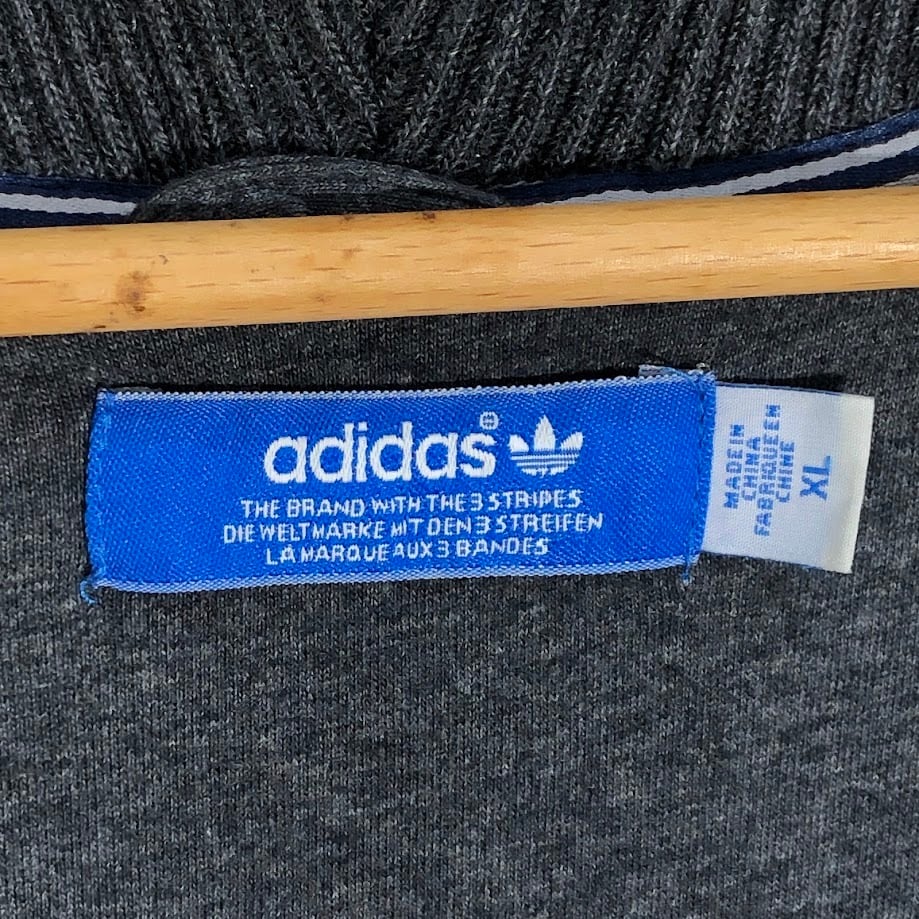 adidas®
THE BRAND WITH THE 3 STRIPES
DIE WELTMARKE MIT DEN 3 STREIFEN
LA MARQUE AUX 3 BANDES
MADE IN
CHINA
FABRIQUE EN
CHINE
XL